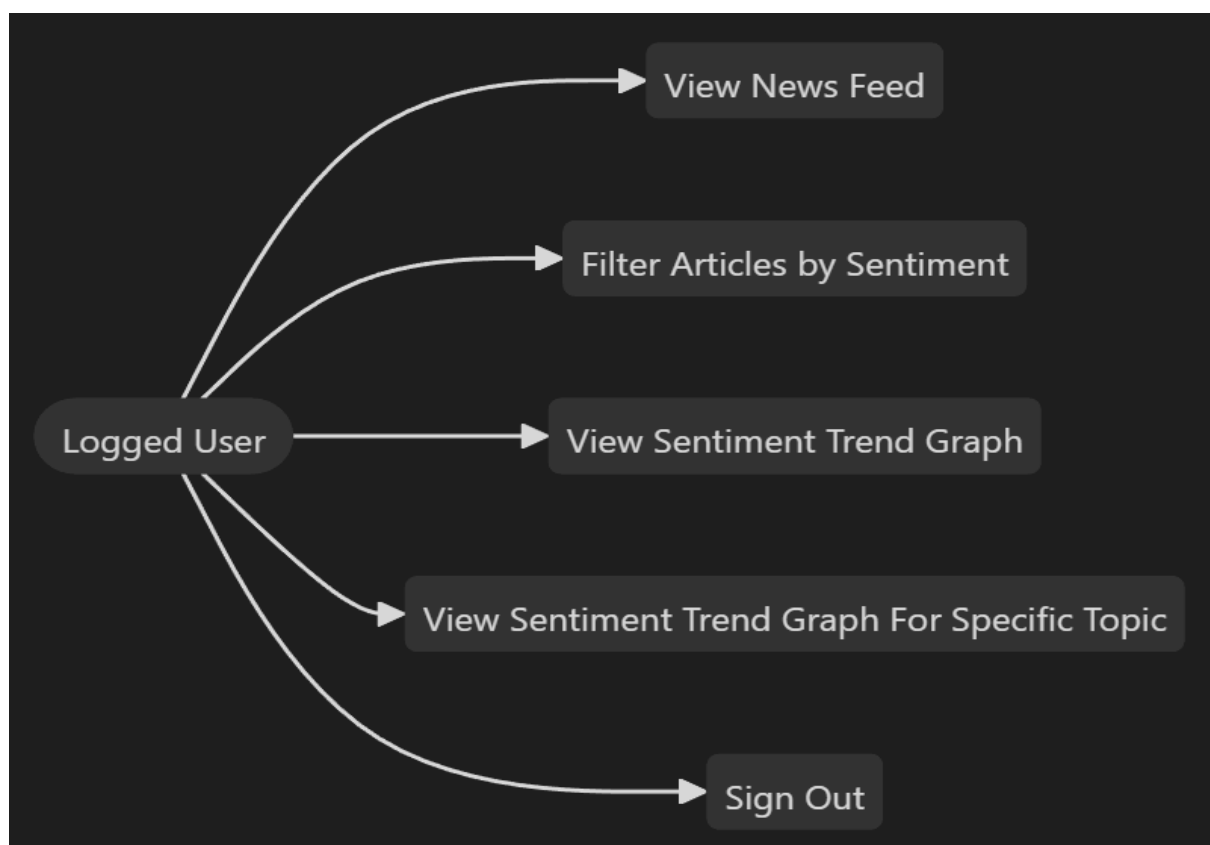 View News Feed
Filter Articles by Sentiment
Logged User
View Sentiment Trend Graph
View Sentiment Trend Graph For Specific Topic
Sign Out